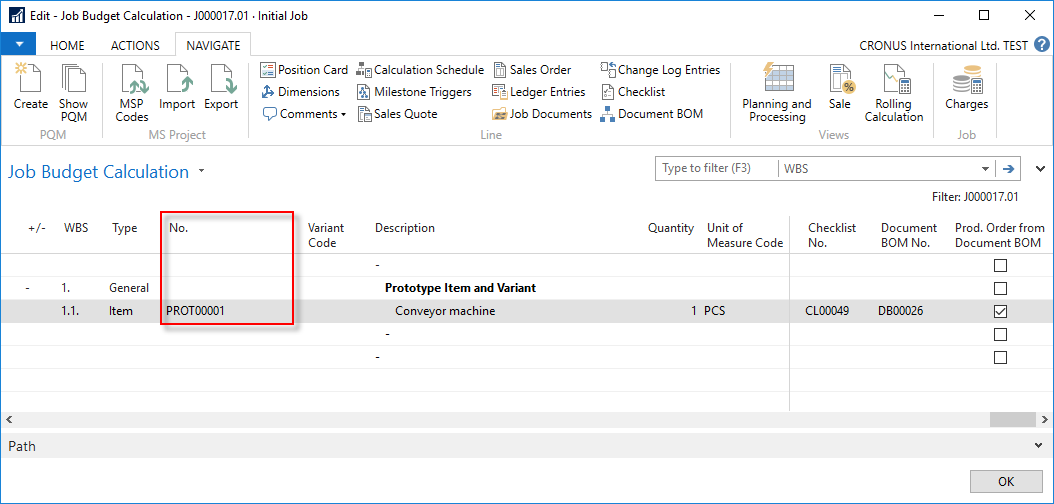 Edit - Job Budget Calculation - J000017.01 · Initial Job
HOME ACTIONS NAVIGATE CRONUS International Ltd. TEST ?
Create Show PQM
PQM
MSP Codes Import Export
MS Project
Position Card Calculation Schedule Sales Order Change Log Entries
Dimensions Milestone Triggers Ledger Entries Checklist
Comments Sales Quote Job Documents Document BOM
Line
Planning and Processing Sale Rolling Calculation
Views
Charges
Job
Job Budget Calculation
Type to filter (F3) WBS
Filter: J000017.01
+/- WBS Type No. Variant Code Description Quantity Unit of Measure Code Checklist No. Document BOM No. Prod. Order from Document BOM
-
- 1. General Prototype Item and Variant
1.1. Item PROT00001 Conveyor machine 1 PCS CL00049 DB00026
-
-
Path
OK